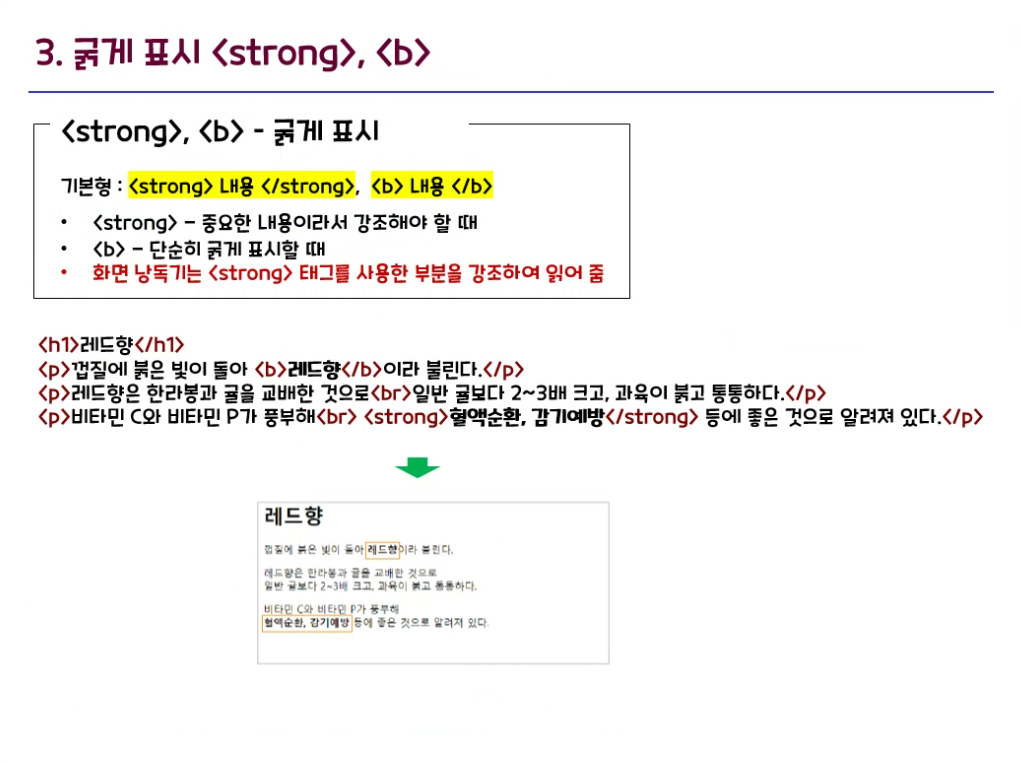 3. 굵게 표시 <strong>, <b>
<strong>, <b> - 굵게 표시
기본형 : <strong> 내용 </strong>, <b> 내용 </b>
• <strong> – 중요한 내용이라서 강조해야 할 때
• <b> – 단순히 굵게 표시할 때
• 화면 낭독기는 <strong> 태그를 사용한 부분을 강조하여 읽어 줌
<h1>레드향</h1>
<p>껍질에 붉은 빛이 돌아 <b>레드향</b>이라 불린다.</p>
<p>레드향은 한라봉과 귤을 교배한 것으로<br>일반 귤보다 2~3배 크고, 과육이 붉고 통통하다.</p>
<p>비타민 C와 비타민 P가 풍부해<br> <strong>혈액순환, 감기예방</strong> 등에 좋은 것으로 알려져 있다.</p>
레드향
껍질에 붉은 빛이 돌아 레드향이라 불린다.
레드향은 한라봉과 귤을 교배한 것으로
일반 귤보다 2~3배 크고, 과육이 붉고 통통하다.
비타민 C와 비타민 P가 풍부해
혈액순환, 감기예방 등에 좋은 것으로 알려져 있다.